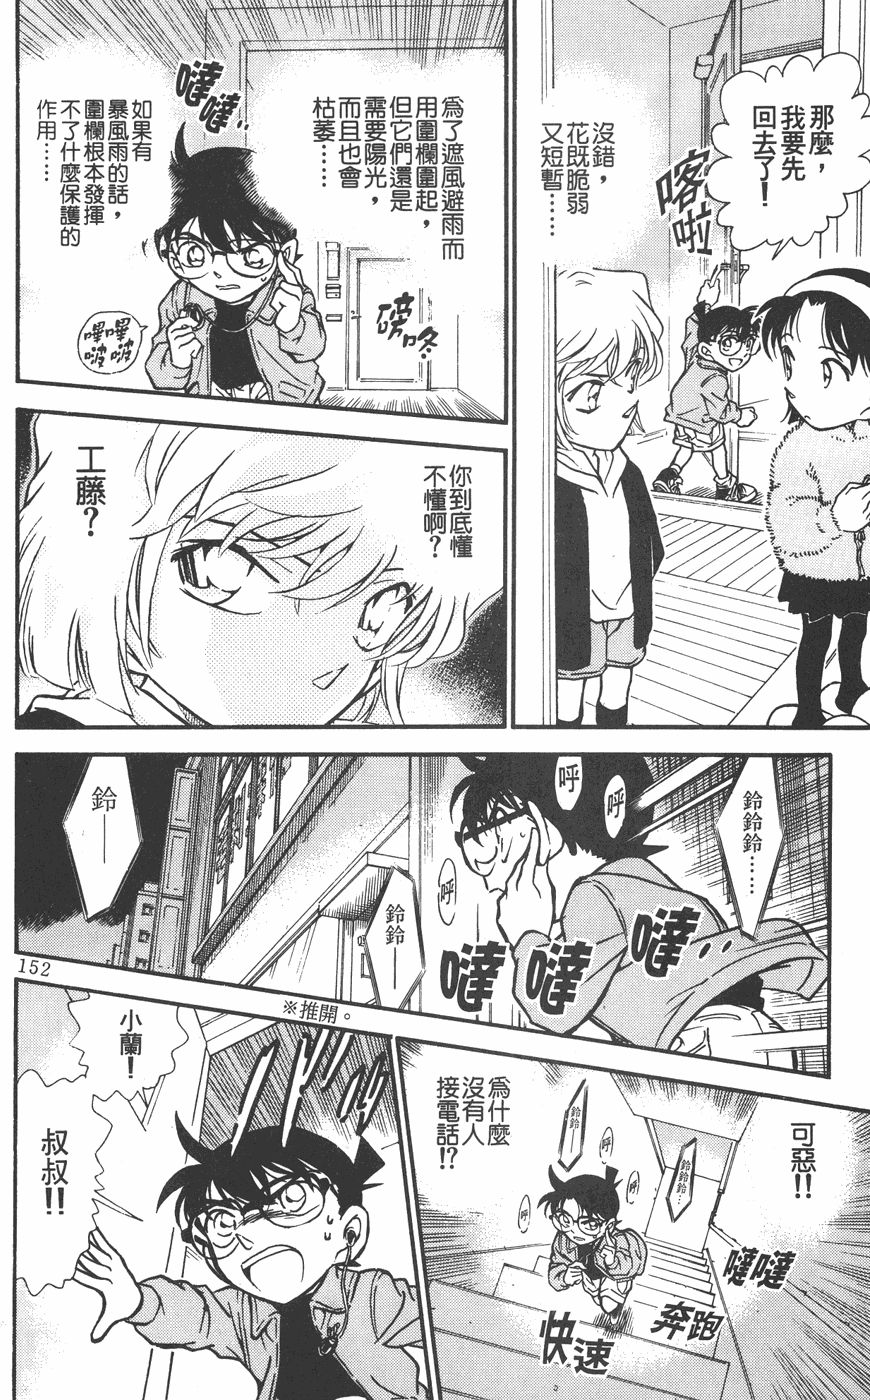 那麼，
我要先
回去了！
喀啦
沒錯，
花既脆弱
又短暫……
為了遮風避雨而
用圍欄圍起，
但它們還是
需要陽光，
而且也會
枯萎……
噠噠‥
磅咚
如果有
暴風雨的話，
圍欄根本發揮
不了什麼保護的
作用……
嗶嗶
啵啵
你到底懂
不懂啊？
工藤？
鈴鈴鈴……
呼
呼
呼
噠噠噠‥
鈴鈴—
鈴—
152
※推開。
可惡!!
為什麼
沒有人
接電話!?
鈴鈴—
鈴鈴鈴…
呼
呼
呼
噠噠
奔跑
快速
小蘭！
叔叔!!